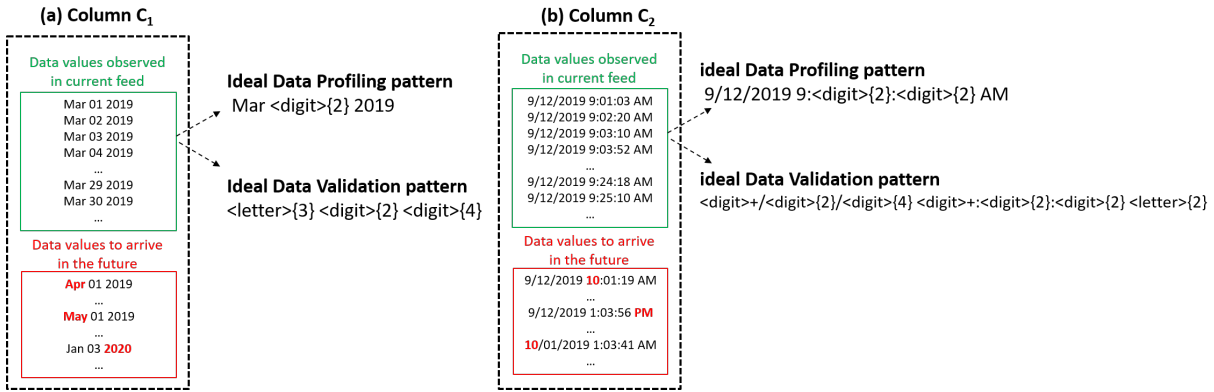 (a) Column C1
Data values observed
in current feed
Mar 01 2019
Mar 02 2019
Mar 03 2019
Mar 04 2019
...
Mar 29 2019
Mar 30 2019
...
Data values to arrive
in the future
Apr 01 2019
...
May 01 2019
...
Jan 03 2020
...
Ideal Data Profiling pattern
Mar <digit>{2} 2019
Ideal Data Validation pattern
<letter>{3} <digit>{2} <digit>{4}
(b) Column C2
Data values observed
in current feed
9/12/2019 9:01:03 AM
9/12/2019 9:02:20 AM
9/12/2019 9:03:10 AM
9/12/2019 9:03:52 AM
...
9/12/2019 9:24:18 AM
9/12/2019 9:25:10 AM
...
Data values to arrive
in the future
9/12/2019 10:01:19 AM
...
9/12/2019 1:03:56 PM
...
10/01/2019 1:03:41 AM
...
ideal Data Profiling pattern
9/12/2019 9:<digit>{2}:<digit>{2} AM
ideal Data Validation pattern
<digit>+/<digit>{2}/<digit>{4} <digit>+:<digit>{2}:<digit>{2} <letter>{2}